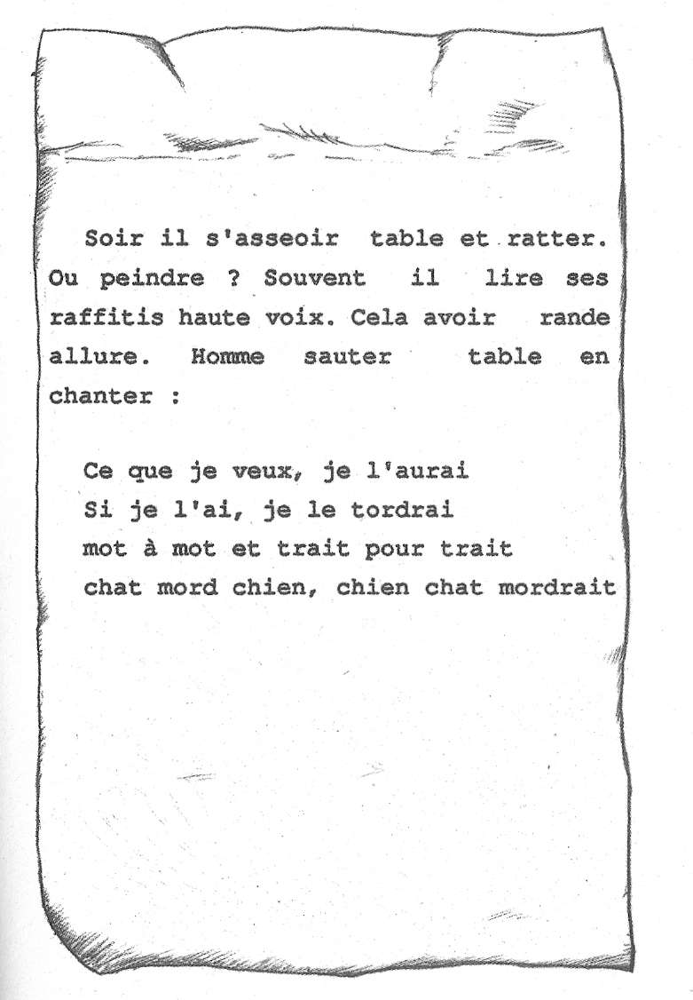 Soir il s'asseoir table et ratter.
Ou peindre ? Souvent il lire ses
raffitis haute voix. Cela avoir rande
allure. Homme sauter table en
chanter :
Ce que je veux, je l'aurai
Si je l'ai, je le tordrai
mot à mot et trait pour trait
chat mord chien, chien chat mordrait